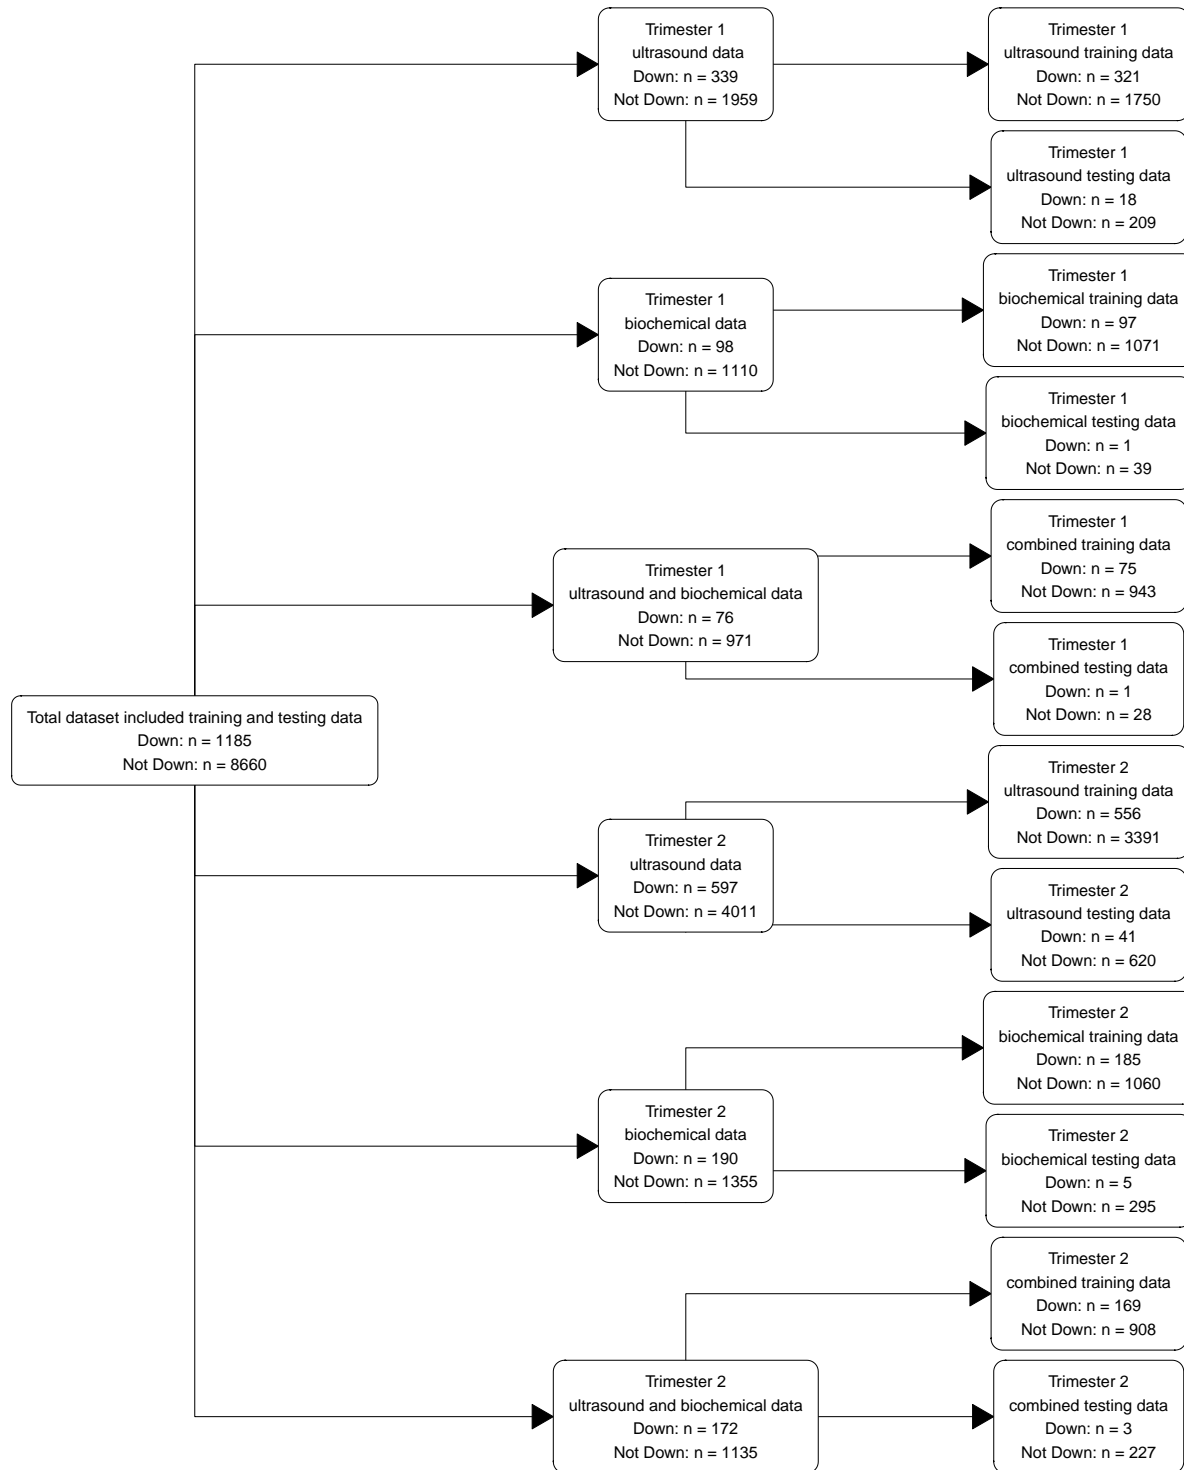 Trimester 1
ultrasound data
Down: n = 339
Not Down: n = 1959
Trimester 1
ultrasound training data
Down: n = 321
Not Down: n = 1750
Trimester 1
ultrasound testing data
Down: n = 18
Not Down: n = 209
Trimester 1
biochemical data
Down: n = 98
Not Down: n = 1110
Trimester 1
biochemical training data
Down: n = 97
Not Down: n = 1071
Trimester 1
biochemical testing data
Down: n = 1
Not Down: n = 39
Trimester 1
ultrasound and biochemical data
Down: n = 76
Not Down: n = 971
Trimester 1
combined training data
Down: n = 75
Not Down: n = 943
Trimester 1
combined testing data
Down: n = 1
Not Down: n = 28
Total dataset included training and testing data
Down: n = 1185
Not Down: n = 8660
Trimester 2
ultrasound data
Down: n = 597
Not Down: n = 4011
Trimester 2
ultrasound training data
Down: n = 556
Not Down: n = 3391
Trimester 2
ultrasound testing data
Down: n = 41
Not Down: n = 620
Trimester 2
biochemical data
Down: n = 190
Not Down: n = 1355
Trimester 2
biochemical training data
Down: n = 185
Not Down: n = 1060
Trimester 2
biochemical testing data
Down: n = 5
Not Down: n = 295
Trimester 2
ultrasound and biochemical data
Down: n = 172
Not Down: n = 1135
Trimester 2
combined training data
Down: n = 169
Not Down: n = 908
Trimester 2
combined testing data
Down: n = 3
Not Down: n = 227